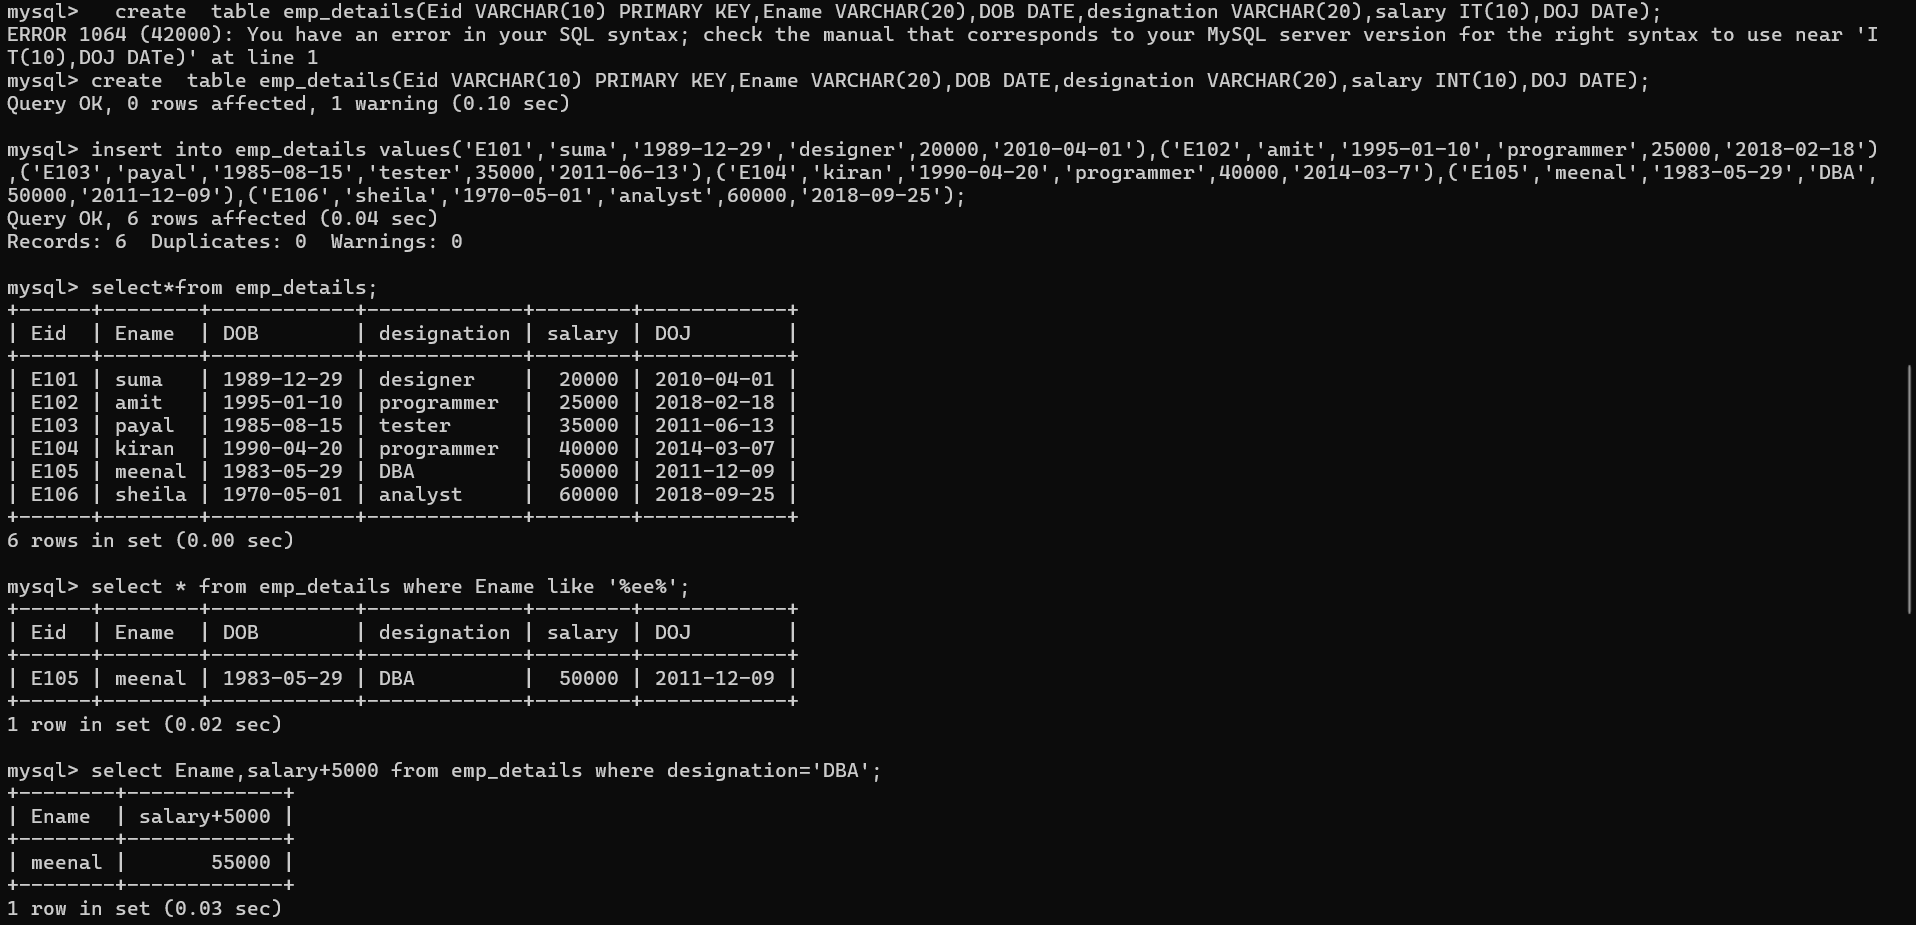 mysql>   create  table emp_details(Eid VARCHAR(10) PRIMARY KEY,Ename VARCHAR(20),DOB DATE,designation VARCHAR(20),salary IT(10),DOJ DATe);
ERROR 1064 (42000): You have an error in your SQL syntax; check the manual that corresponds to your MySQL server version for the right syntax to use near 'I
T(10),DOJ DATe)' at line 1
mysql> create  table emp_details(Eid VARCHAR(10) PRIMARY KEY,Ename VARCHAR(20),DOB DATE,designation VARCHAR(20),salary INT(10),DOJ DATE);
Query OK, 0 rows affected, 1 warning (0.10 sec)

mysql> insert into emp_details values('E101','suma','1989-12-29','designer',20000,'2010-04-01'),('E102','amit','1995-01-10','programmer',25000,'2018-02-18')
,('E103','payal','1985-08-15','tester',35000,'2011-06-13'),('E104','kiran','1990-04-20','programmer',40000,'2014-03-7'),('E105','meenal','1983-05-29','DBA',
50000,'2011-12-09'),('E106','sheila','1970-05-01','analyst',60000,'2018-09-25');
Query OK, 6 rows affected (0.04 sec)
Records: 6  Duplicates: 0  Warnings: 0

mysql> select*from emp_details;
+------+--------+------------+-------------+--------+------------+
| Eid  | Ename  | DOB        | designation | salary | DOJ        |
+------+--------+------------+-------------+--------+------------+
| E101 | suma   | 1989-12-29 | designer    |  20000 | 2010-04-01 |
| E102 | amit   | 1995-01-10 | programmer  |  25000 | 2018-02-18 |
| E103 | payal  | 1985-08-15 | tester      |  35000 | 2011-06-13 |
| E104 | kiran  | 1990-04-20 | programmer  |  40000 | 2014-03-07 |
| E105 | meenal | 1983-05-29 | DBA         |  50000 | 2011-12-09 |
| E106 | sheila | 1970-05-01 | analyst     |  60000 | 2018-09-25 |
+------+--------+------------+-------------+--------+------------+
6 rows in set (0.00 sec)

mysql> select * from emp_details where Ename like '%ee%';
+------+--------+------------+-------------+--------+------------+
| Eid  | Ename  | DOB        | designation | salary | DOJ        |
+------+--------+------------+-------------+--------+------------+
| E105 | meenal | 1983-05-29 | DBA         |  50000 | 2011-12-09 |
+------+--------+------------+-------------+--------+------------+
1 row in set (0.02 sec)

mysql> select Ename,salary+5000 from emp_details where designation='DBA';
+--------+-------------+
| Ename  | salary+5000 |
+--------+-------------+
| meenal |       55000 |
+--------+-------------+
1 row in set (0.03 sec)